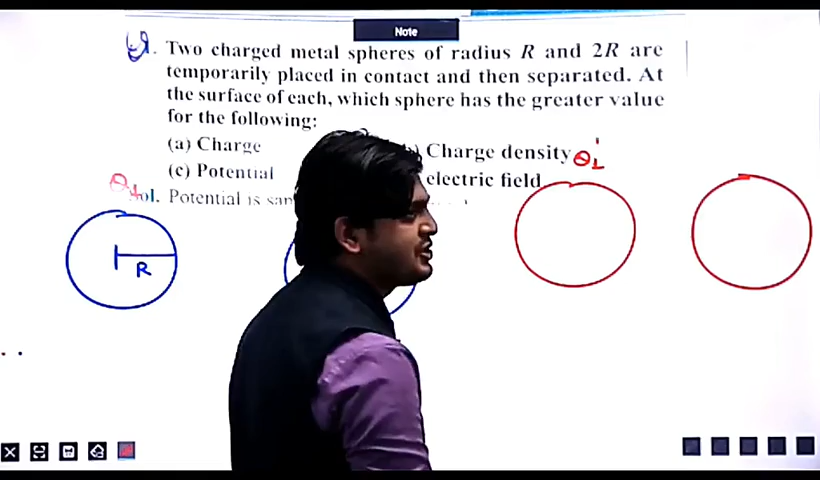 Note
Two charged metal spheres of radius R and 2R are
temporarily placed in contact and then separated. At
the surface of each, which sphere has the greater value
for the following:
(a) Charge
) Charge density
(c) Potential
electric field
ol. Potential is
R